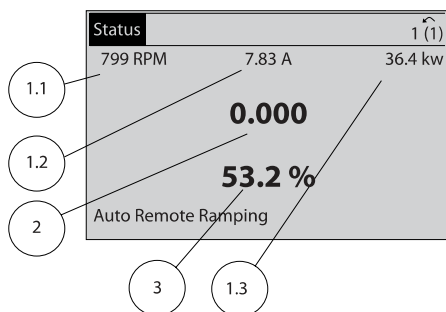 Status 1 (1)
799 RPM 7.83 A 36.4 kw
0.000
53.2 %
Auto Remote Ramping
1.1
1.2
2
3 1.3